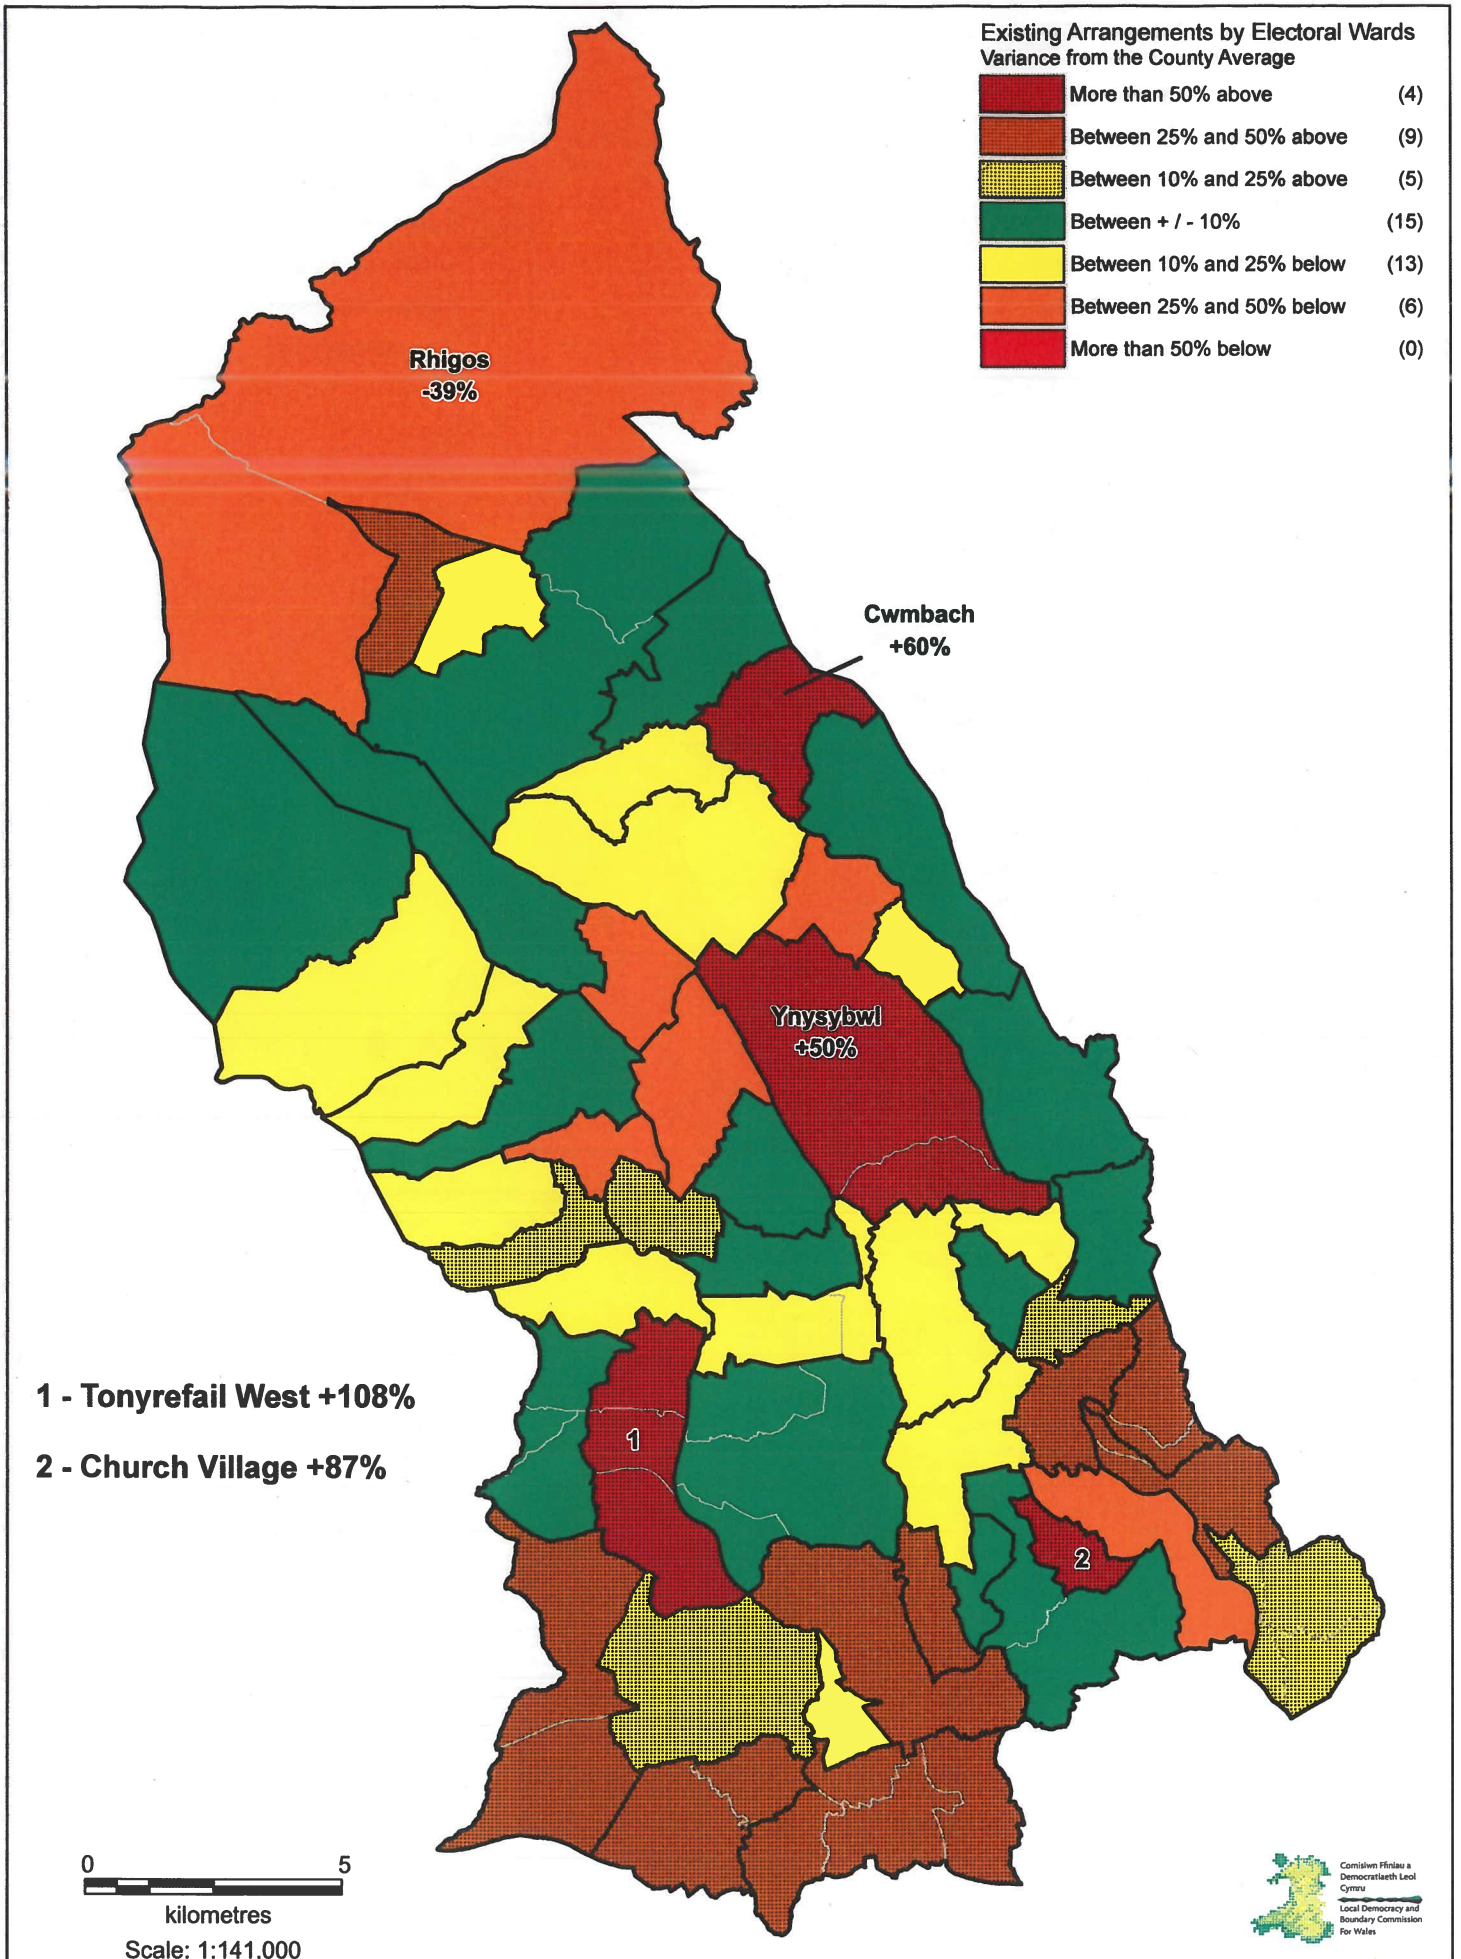 Existing Arrangements by Electoral Wards
Variance from the County Average
More than 50% above (4)
Between 25% and 50% above (9)
Between 10% and 25% above (5)
Between + / - 10% (15)
Between 10% and 25% below (13)
Between 25% and 50% below (6)
More than 50% below (0)
Rhigos
-39%
Cwmbach
+60%
Ynysybwl
+50%
1 - Tonyrefail West +108%
2 - Church Village +87%
1
2
0 5
kilometres
Scale: 1:141,000
Comisiwn Ffiniau a
Democratiaeth Leol
Cymru
Local Democracy and
Boundary Commission
For Wales